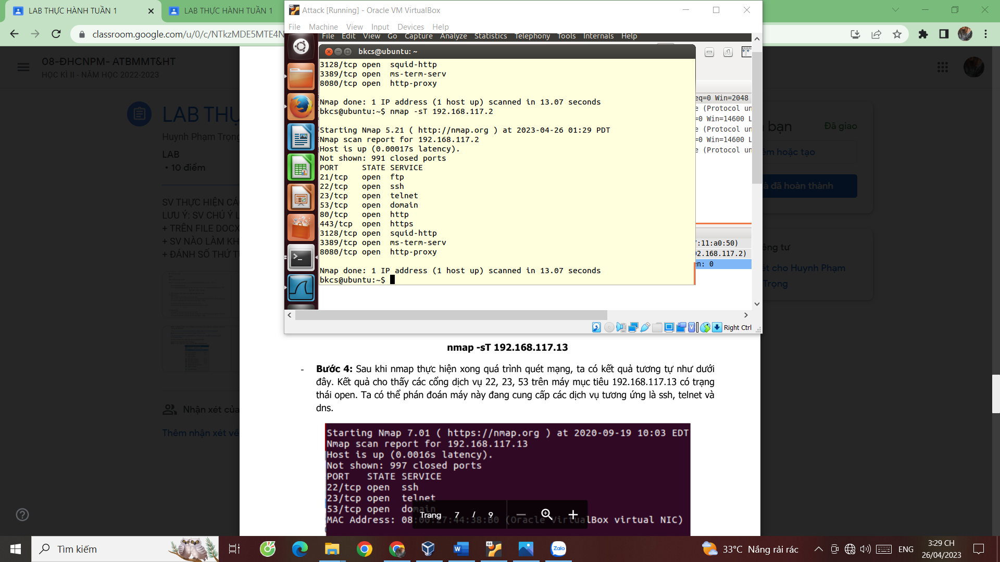 LAB THỰC HÀNH TUẦN 1
LAB THỰC HÀNH TUẦN 1
classroom.google.com/u/0/c/NTkzMDE5MTE4N
Attack [Running] - Oracle VM VirtualBox
File Machine View Input Devices Help
File Edit View Go Capture Analyze Statistics Telephony Tools Internals Help
bkcs@ubuntu: ~
3128/tcp open squid-http
3389/tcp open ms-term-serv
8080/tcp open http-proxy
Nmap done: 1 IP address (1 host up) scanned in 13.07 seconds
bkcs@ubuntu:~$ nmap -sT 192.168.117.2
Starting Nmap 5.21 ( http://nmap.org ) at 2023-04-26 01:29 PDT
Nmap scan report for 192.168.117.2
Host is up (0.00017s latency).
Not shown: 991 closed ports
PORT STATE SERVICE
21/tcp open ftp
22/tcp open ssh
23/tcp open telnet
53/tcp open domain
80/tcp open http
443/tcp open https
3128/tcp open squid-http
3389/tcp open ms-term-serv
8080/tcp open http-proxy
Nmap done: 1 IP address (1 host up) scanned in 13.07 seconds
bkcs@ubuntu:~$
eq=0 Win=2048
e (Protocol un
=0 Win=14600 L
e (Protocol un
=0 Win=14600 L
e (Protocol un
:11:a0:50)
92.168.117.2)
en: 0
Right Ctrl
08-ĐHCNPM- ATBMMT&HT
HỌC KÌ II - NĂM HỌC 2022-2023
LAB THỰ
Huynh Phạm Trọng
LAB
• 10 điểm
SV THỰC HIỆN CÁ
LƯU Ý: SV CHÚ Ý L
+ TRÊN FILE DOCX
+ SV NÀO LÀM KH
+ ĐÁNH SỐ THỨ T
Nhận xét của
Thêm nhận xét về
bạn
Đã giao
êm hoặc tạo
à đã hoàn thành
êng tư
ét cho Huynh Phạm
Trọng
nmap -sT 192.168.117.13
- Bước 4: Sau khi nmap thực hiện xong quá trình quét mạng, ta có kết quả tương tự như dưới
đây. Kết quả cho thấy các cổng dịch vụ 22, 23, 53 trên máy mục tiêu 192.168.117.13 có trạng
thái open. Ta có thể phán đoán máy này đang cung cấp các dịch vụ tương ứng là ssh, telnet và
dns.
Starting Nmap 7.01 ( https://nmap.org ) at 2020-09-19 10:03 EDT
Nmap scan report for 192.168.117.13
Host is up (0.0016s latency).
Not shown: 997 closed ports
PORT STATE SERVICE
22/tcp open ssh
23/tcp open telnet
53/tcp open domain
MAC Address: 08:00:27:44:38:B0 (Oracle VirtualBox virtual NIC)
Trang 7 / 9
Tìm kiếm
Zalo
33°C Nắng rải rác
ENG
3:29 CH
26/04/2023